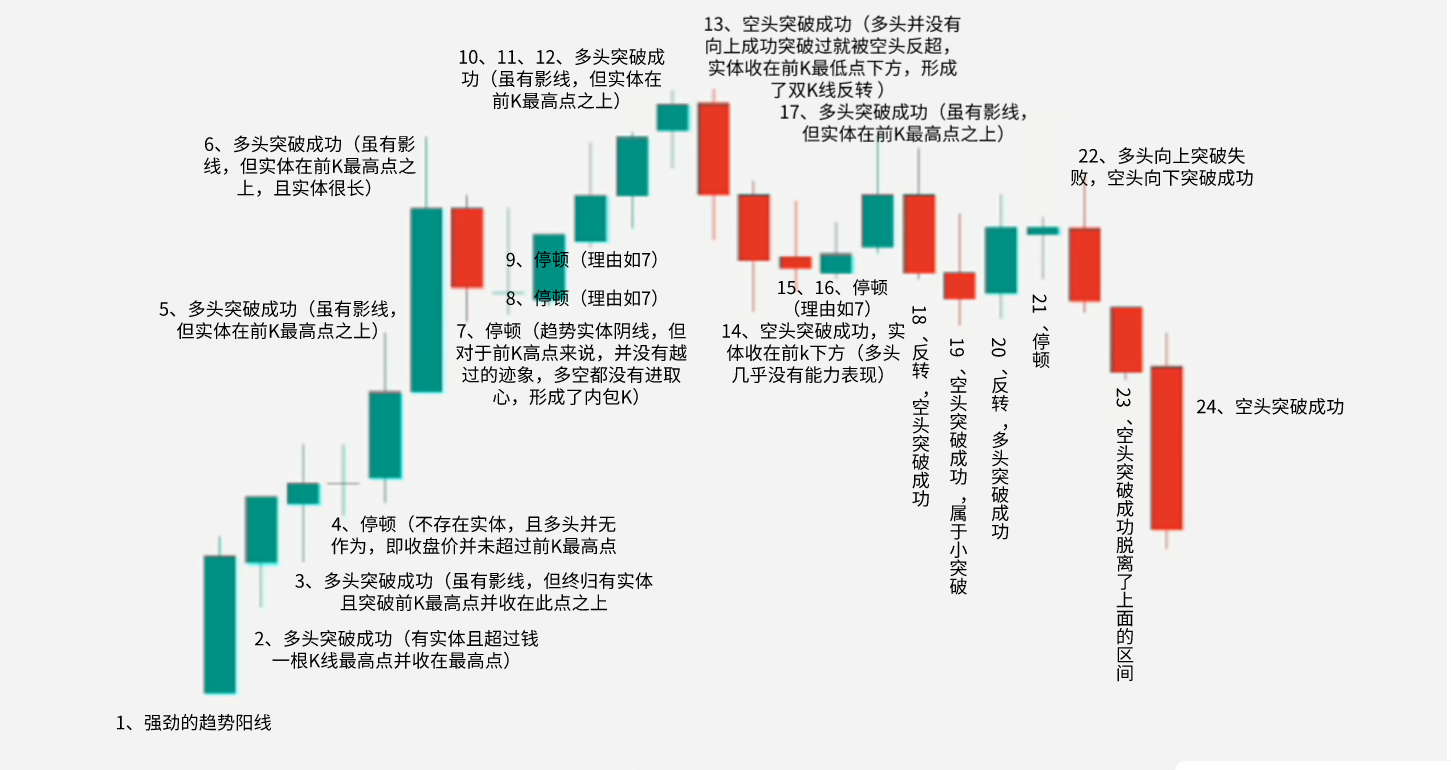 13、空头突破成功（多头并没有
向上成功突破过就被空头反超，
实体收在前K最低点下方，形成
了双K线反转 ）
10、11、12、多头突破成
功（虽有影线，但实体在
前K最高点之上）
17、多头突破成功（虽有影线，
但实体在前K最高点之上）
6、多头突破成功（虽有影
线，但实体在前K最高点之
上，且实体很长）
22、多头向上突破失
败，空头向下突破成功
9、停顿（理由如7）
8、停顿（理由如7）
15、16、停顿
（理由如7）
5、多头突破成功（虽有影线，
但实体在前K最高点之上）
7、停顿（趋势实体阴线，但
对于前K高点来说，并没有越
过的迹象，多空都没有进取
心，形成了内包K）
14、空头突破成功，实
体收在前k下方（多头
几乎没有能力表现）
18、反转，空头突破成功
19、空头突破成功，属于小突破
20、反转，多头突破成功
21、停顿
23、空头突破成功脱离了上面的区间
24、空头突破成功
4、停顿（不存在实体，且多头并无
作为，即收盘价并未超过前K最高点
3、多头突破成功（虽有影线，但终归有实体
且突破前K最高点并收在此点之上
2、多头突破成功（有实体且超过钱
一根K线最高点并收在最高点）
1、强劲的趋势阳线